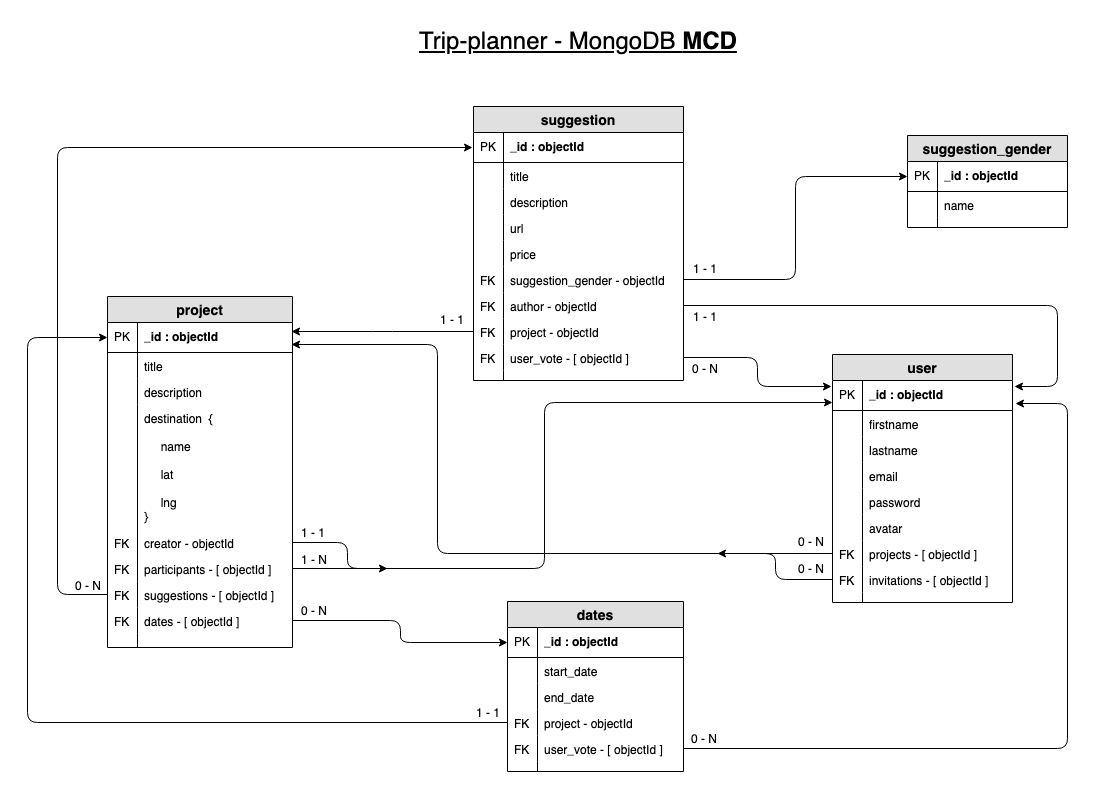 Trip-planner - MongoDB MCD
suggestion
PK _id : objectId
title
description
url
price
FK suggestion_gender - objectId
FK author - objectId
FK project - objectId
FK user_vote - [ objectId ]
1 - 1
1 - 1
1 - 1
0 - N
suggestion_gender
PK _id : objectId
name
project
PK _id : objectId
title
description
destination {
name
lat
lng
}
FK creator - objectId
FK participants - [ objectId ]
FK suggestions - [ objectId ]
FK dates - [ objectId ]
1 - 1
1 - N
0 - N
0 - N
user
PK _id : objectId
firstname
lastname
email
password
avatar
FK projects - [ objectId ]
FK invitations - [ objectId ]
0 - N
0 - N
dates
PK _id : objectId
start_date
end_date
FK project - objectId
FK user_vote - [ objectId ]
1 - 1
0 - N